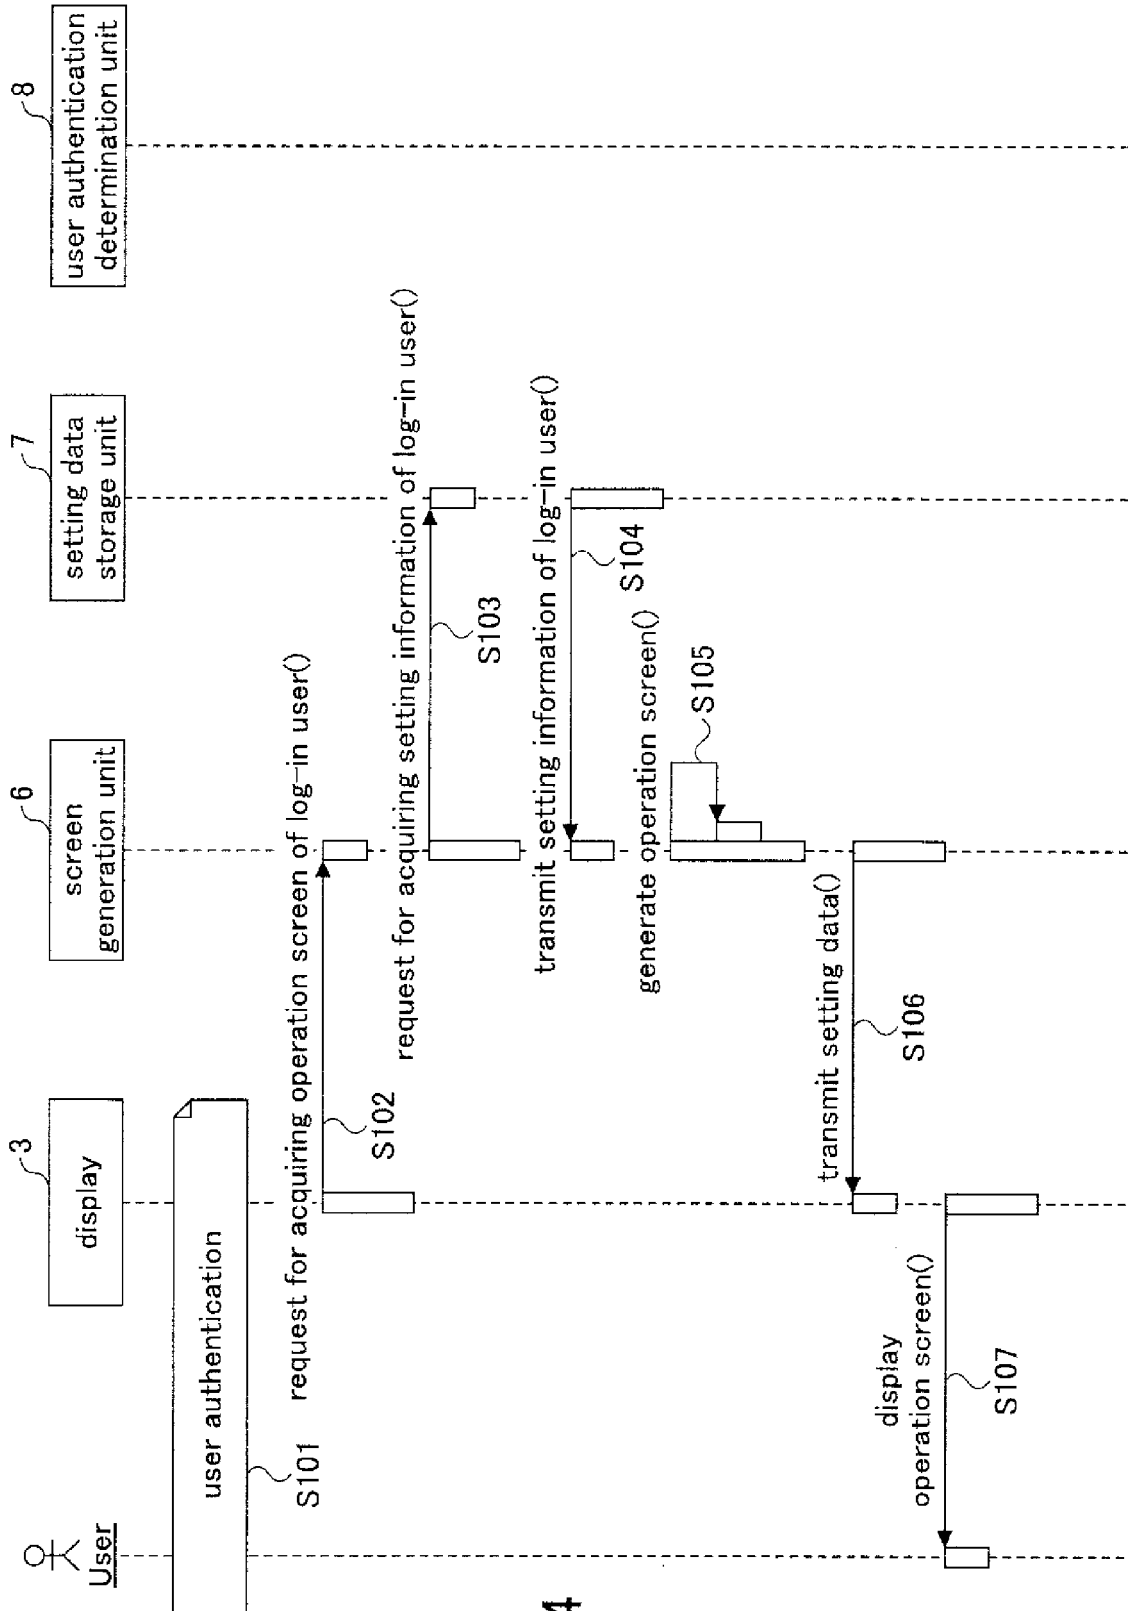 User
3
display
6
screen
generation unit
7
setting data
storage unit
8
user authentication
determination unit
user authentication
S101
request for acquiring operation screen of log-in user()
S102
request for acquiring setting information of log-in user()
S103
transmit setting information of log-in user()
S104
generate operation screen()
S105
transmit setting data()
S106
display
operation screen()
S107
4